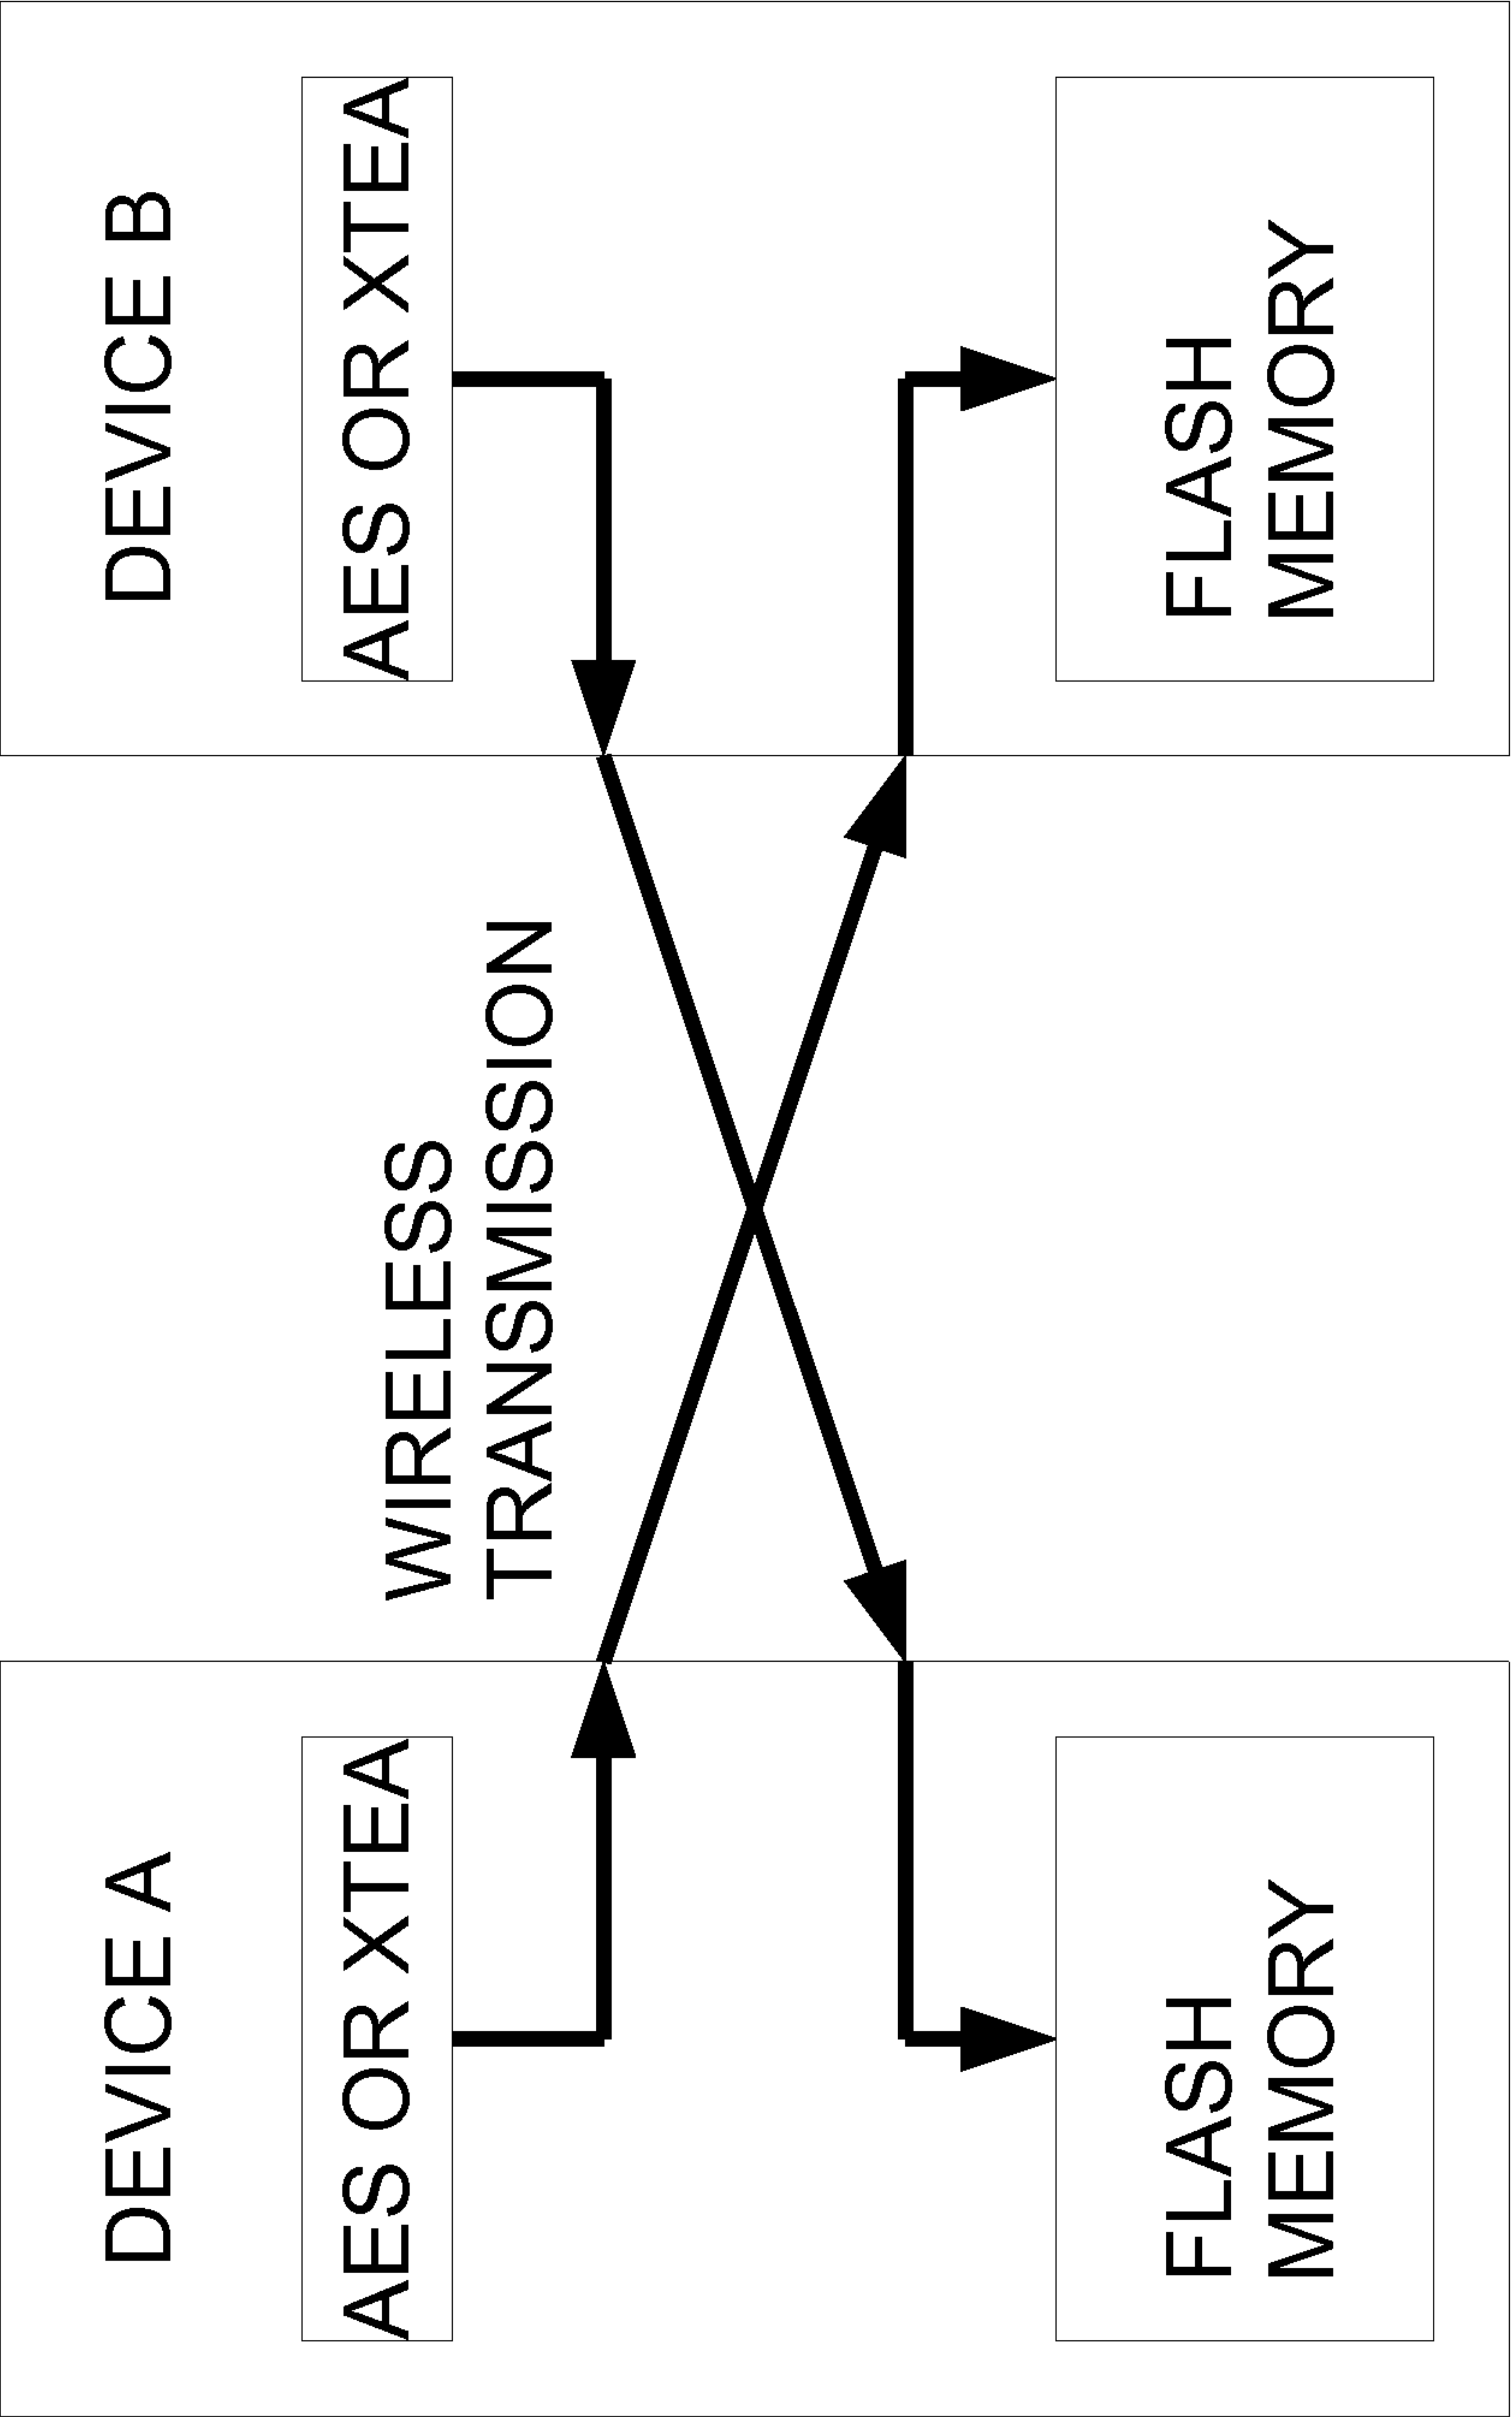 DEVICE A
AES OR XTEA
FLASH
MEMORY
WIRELESS
TRANSMISSION
DEVICE B
AES OR XTEA
FLASH
MEMORY